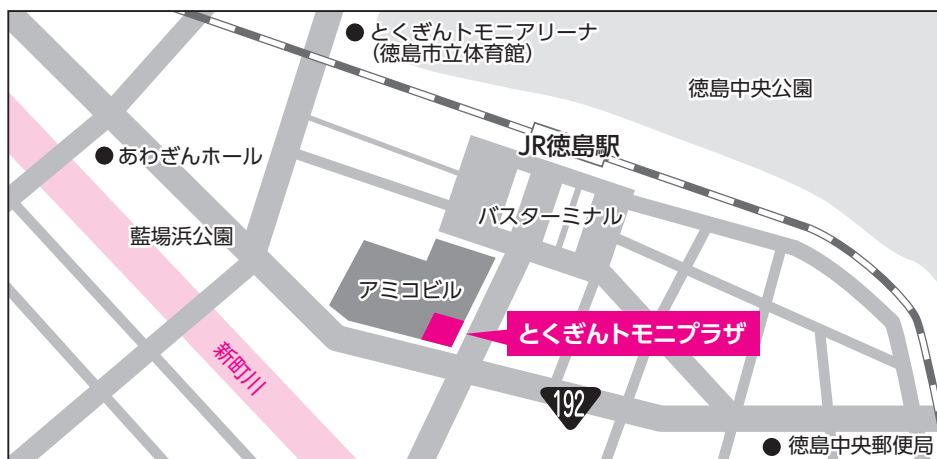 とくぎんトモニアリーナ
(徳島市立体育館)
徳島中央公園
JR徳島駅
あわぎんホール
バスターミナル
藍場浜公園
アミコビル
とくぎんトモニプラザ
新町川
192
徳島中央郵便局